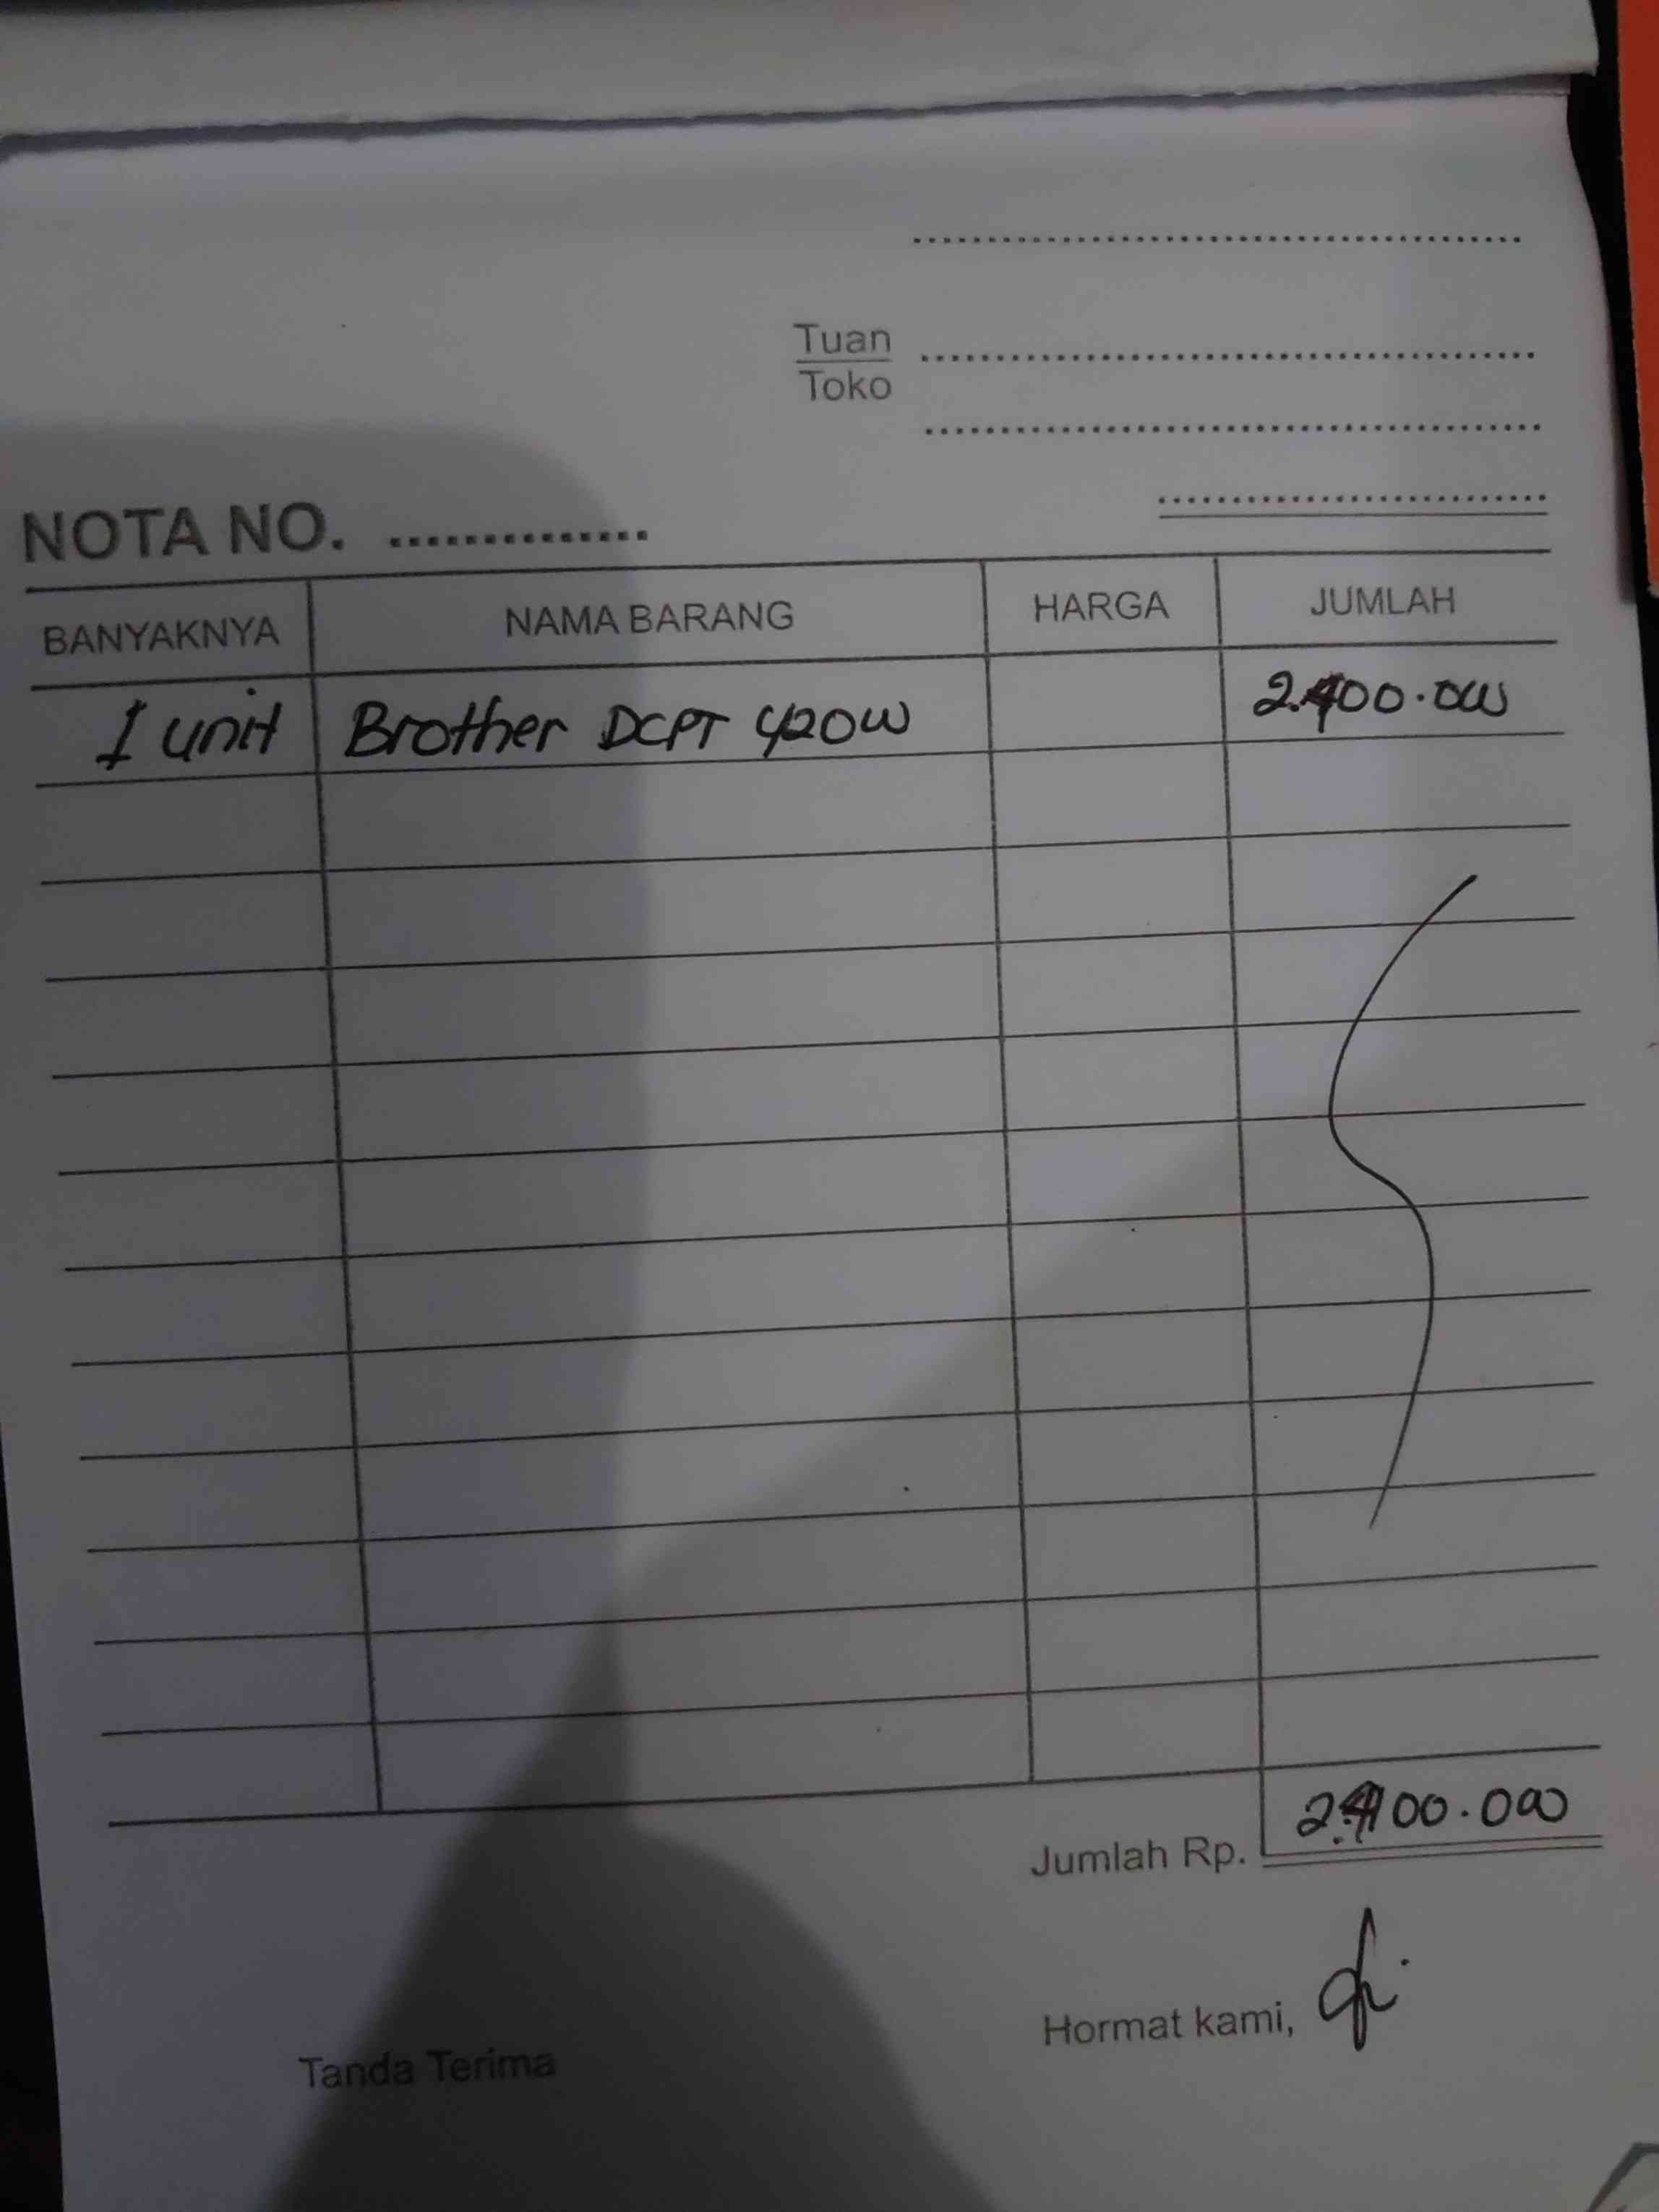 Tuan
Toko
NOTA NO. ..............
BANYAKNYA NAMA BARANG HARGA JUMLAH
1 unit Brother DCPT 420W 2.400.000
Jumlah Rp. 2.400.000
Hormat kami,
Tanda Terima